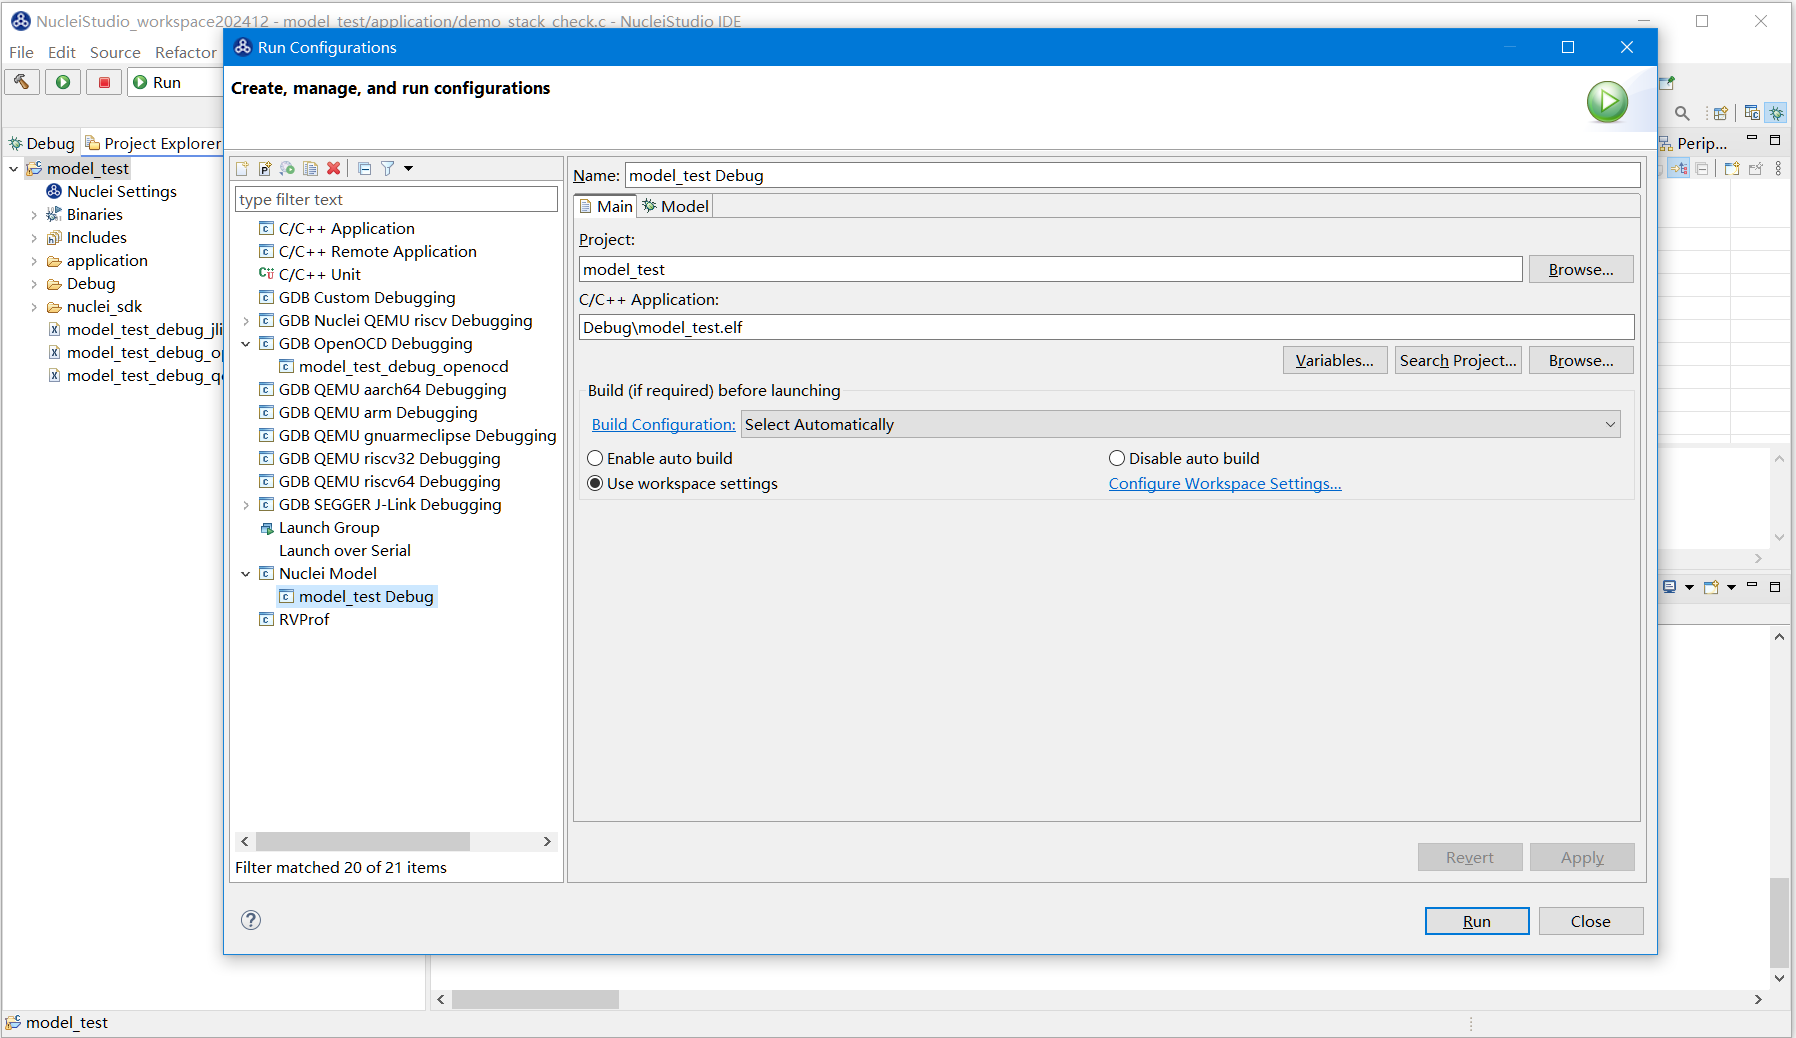 NucleiStudio_workspace202412 - model_test/application/demo_stack_check.c - NucleiStudio IDE
File Edit Source Refactor
Run
Debug Project Explorer
model_test
Nuclei Settings
Binaries
Includes
application
Debug
nuclei_sdk
model_test_debug_jli
model_test_debug_o
model_test_debug_q
Run Configurations
Create, manage, and run configurations
type filter text
C/C++ Application
C/C++ Remote Application
C/C++ Unit
GDB Custom Debugging
GDB Nuclei QEMU riscv Debugging
GDB OpenOCD Debugging
model_test_debug_openocd
GDB QEMU aarch64 Debugging
GDB QEMU arm Debugging
GDB QEMU gnuarmeclipse Debugging
GDB QEMU riscv32 Debugging
GDB QEMU riscv64 Debugging
GDB SEGGER J-Link Debugging
Launch Group
Launch over Serial
Nuclei Model
model_test Debug
RVProf
Filter matched 20 of 21 items
Name: model_test Debug
Main Model
Project:
model_test Browse...
C/C++ Application:
Debug\model_test.elf
Variables... Search Project... Browse...
Build (if required) before launching
Build Configuration: Select Automatically
Enable auto build Disable auto build
Use workspace settings Configure Workspace Settings...
Revert Apply
Run Close
Perip...
model_test